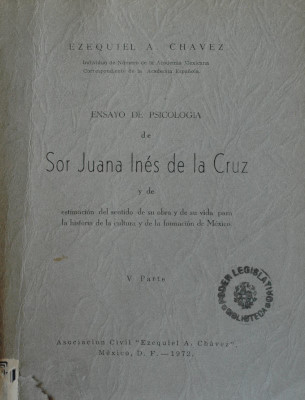 EZEQUIEL A. CHAVEZ
Individuo de Número de la Academia Mexicana
Correspondiente de la Academia Española.
ENSAYO DE PSICOLOGIA
de
Sor Juana Inés de la Cruz
y de
estimación del sentido de su obra y de su vida para
la historia de la cultura y de la formación de México
V Parte
PODER LEGISLATIVO
BIBLIOTECA
Asociación Civil "Ezequiel A. Chávez".
México, D. F.—1972.